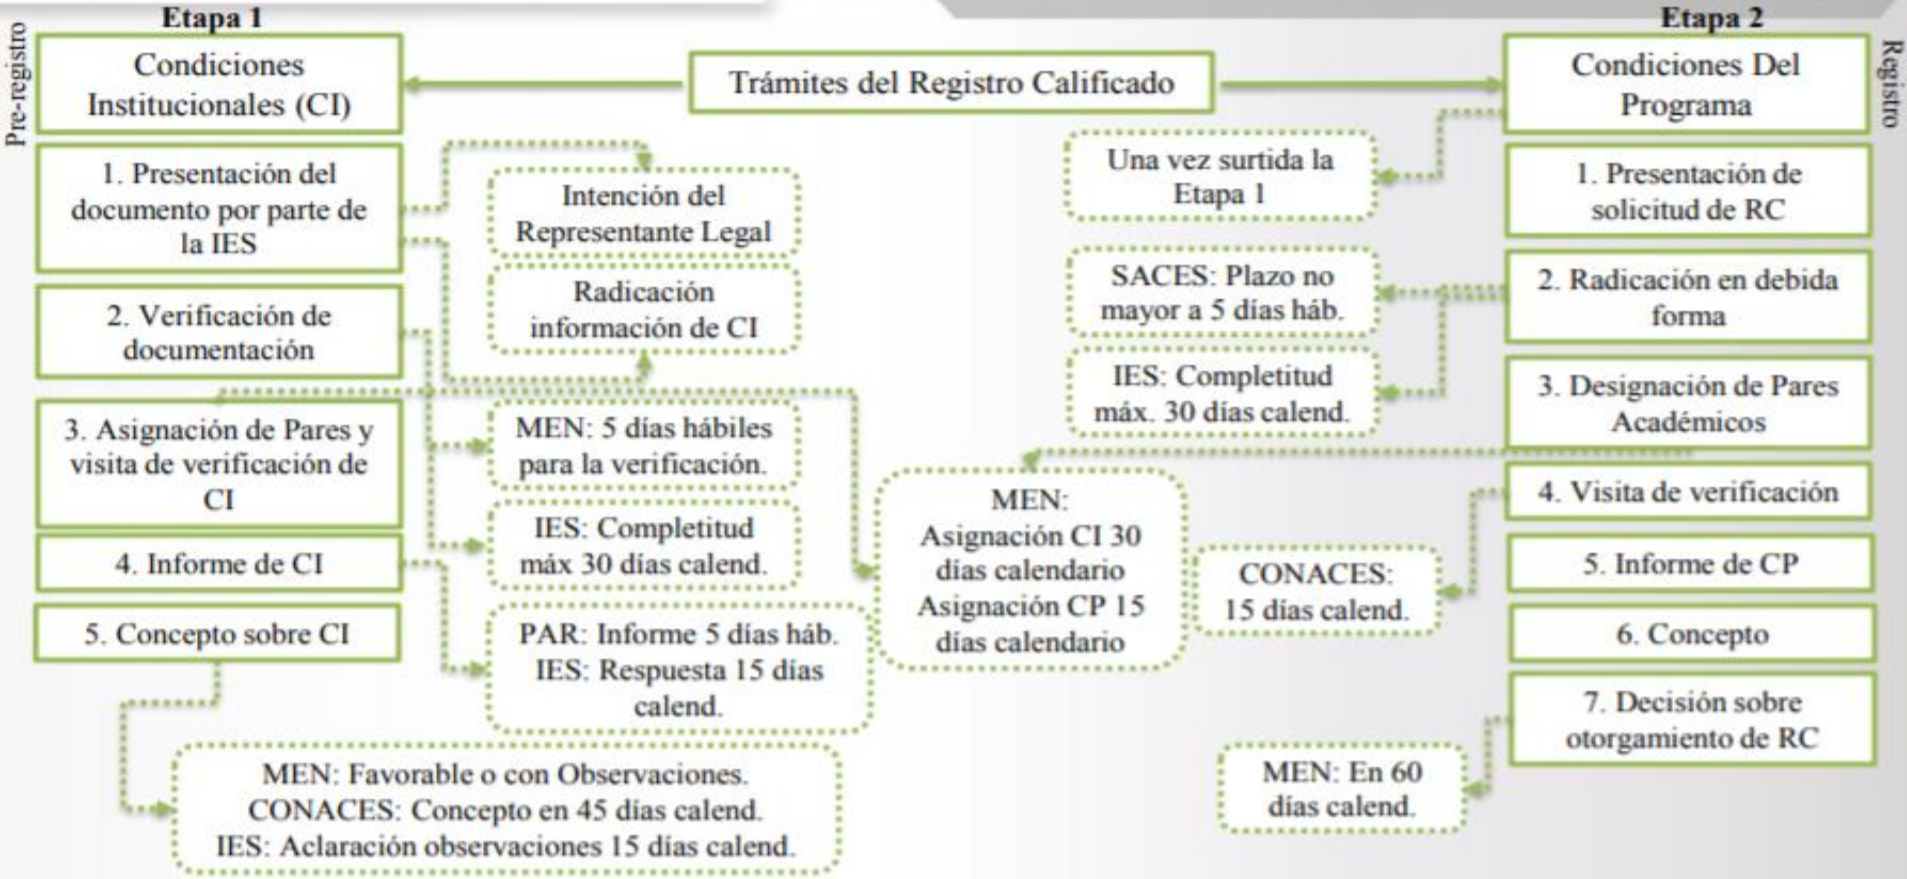 Etapa 1
Pre-registro
Condiciones
Institucionales (CI)
1. Presentación del
documento por parte de
la IES
2. Verificación de
documentación
3. Asignación de Pares y
visita de verificación de
CI
4. Informe de CI
5. Concepto sobre CI
Trámites del Registro Calificado
Intención del
Representante Legal
Radicación
información de CI
MEN: 5 días hábiles
para la verificación.
IES: Completitud
máx 30 días calend.
PAR: Informe 5 días háb.
IES: Respuesta 15 días
calend.
MEN: Favorable o con Observaciones.
CONACES: Concepto en 45 días calend.
IES: Aclaración observaciones 15 días calend.
MEN:
Asignación CI 30
días calendario
Asignación CP 15
días calendario
Etapa 2
Registro
Condiciones Del
Programa
Una vez surtida la
Etapa 1
1. Presentación de
solicitud de RC
SACES: Plazo no
mayor a 5 días háb.
2. Radicación en debida
forma
IES: Completitud
máx. 30 días calend.
3. Designación de Pares
Académicos
4. Visita de verificación
CONACES:
15 días calend.
5. Informe de CP
6. Concepto
7. Decisión sobre
otorgamiento de RC
MEN: En 60
días calend.